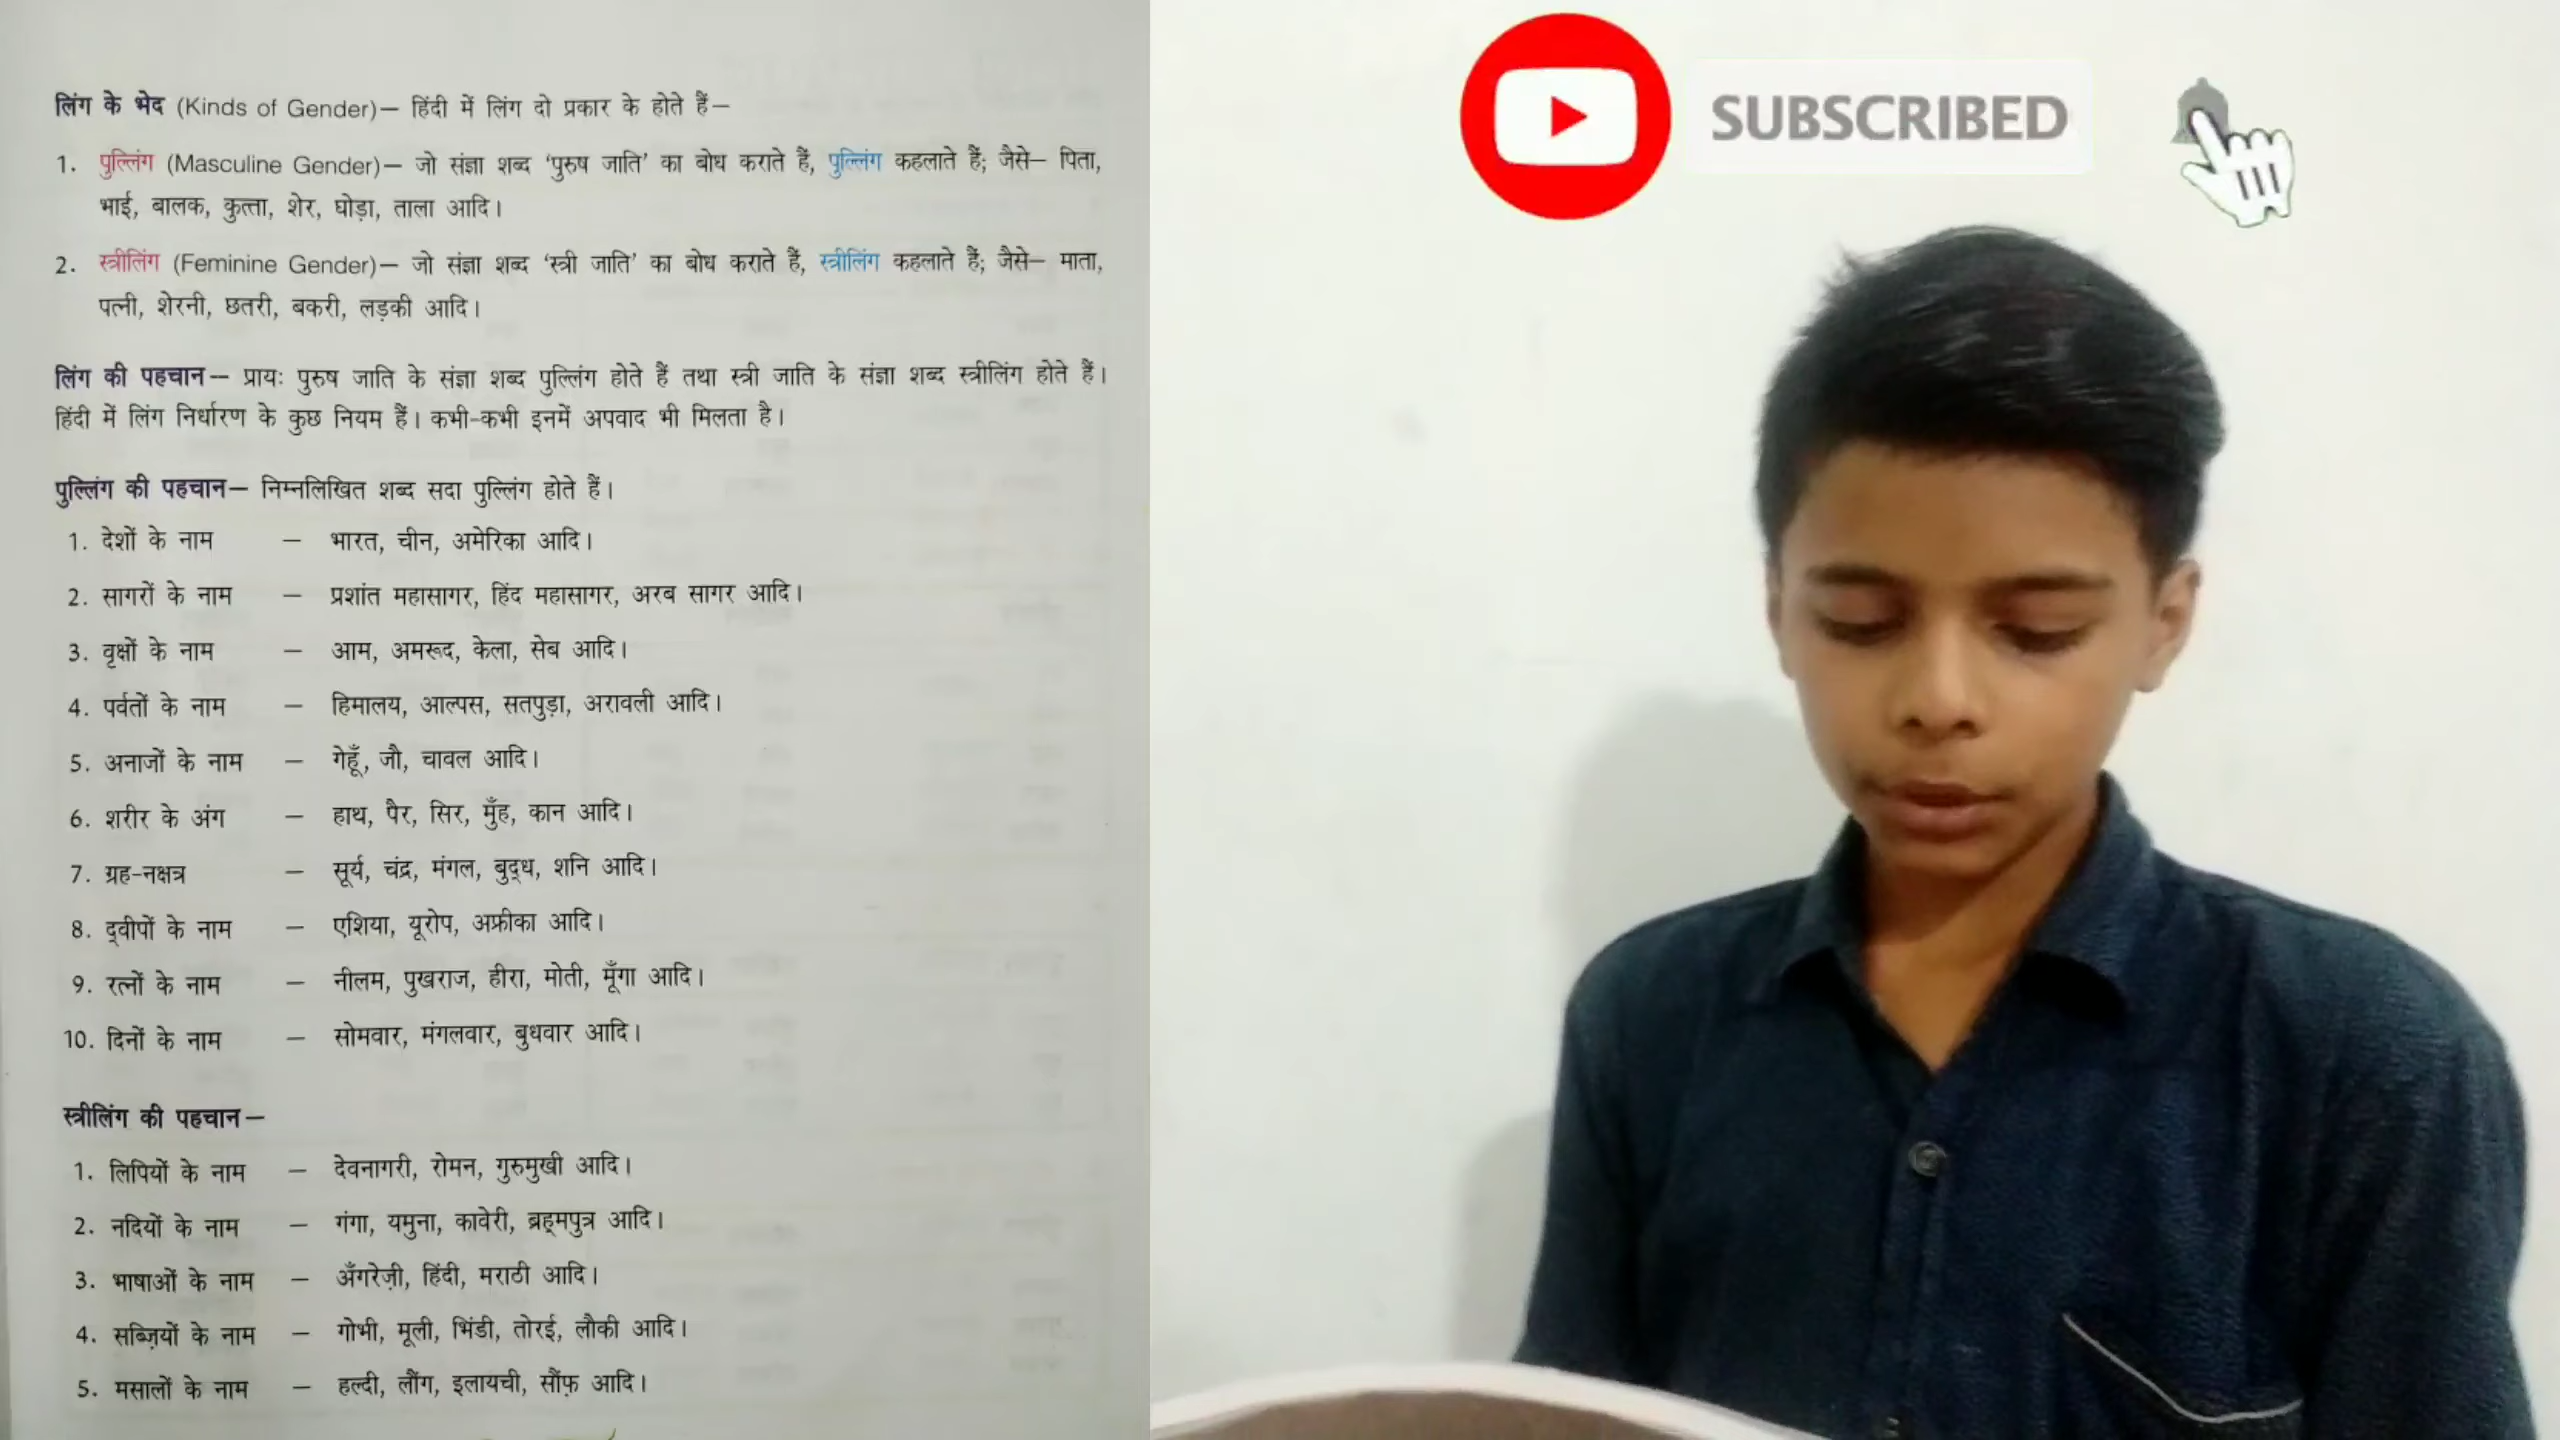 लिंग के भेद (Kinds of Gender)— हिंदी में लिंग दो प्रकार के होते हैं—
1. पुल्लिंग (Masculine Gender)— जो संज्ञा शब्द ‘पुरुष जाति’ का बोध कराते हैं, पुल्लिंग कहलाते हैं; जैसे— पिता,
भाई, बालक, कुत्ता, शेर, घोड़ा, ताला आदि।
2. स्त्रीलिंग (Feminine Gender)— जो संज्ञा शब्द ‘स्त्री जाति’ का बोध कराते हैं, स्त्रीलिंग कहलाते हैं; जैसे— माता,
पत्नी, शेरनी, छतरी, बकरी, लड़की आदि।
लिंग की पहचान— प्रायः पुरुष जाति के संज्ञा शब्द पुल्लिंग होते हैं तथा स्त्री जाति के संज्ञा शब्द स्त्रीलिंग होते हैं।
हिंदी में लिंग निर्धारण के कुछ नियम हैं। कभी-कभी इनमें अपवाद भी मिलता है।
पुल्लिंग की पहचान— निम्नलिखित शब्द सदा पुल्लिंग होते हैं।
1. देशों के नाम — भारत, चीन, अमेरिका आदि।
2. सागरों के नाम — प्रशांत महासागर, हिंद महासागर, अरब सागर आदि।
3. वृक्षों के नाम — आम, अमरूद, केला, सेब आदि।
4. पर्वतों के नाम — हिमालय, आल्पस, सतपुड़ा, अरावली आदि।
5. अनाजों के नाम — गेहूँ, जौ, चावल आदि।
6. शरीर के अंग — हाथ, पैर, सिर, मुँह, कान आदि।
7. ग्रह-नक्षत्र — सूर्य, चंद्र, मंगल, बुद्ध, शनि आदि।
8. द्वीपों के नाम — एशिया, यूरोप, अफ्रीका आदि।
9. रत्नों के नाम — नीलम, पुखराज, हीरा, मोती, मूँगा आदि।
10. दिनों के नाम — सोमवार, मंगलवार, बुधवार आदि।
स्त्रीलिंग की पहचान—
1. लिपियों के नाम — देवनागरी, रोमन, गुरुमुखी आदि।
2. नदियों के नाम — गंगा, यमुना, कावेरी, ब्रह्मपुत्र आदि।
3. भाषाओं के नाम — अँगरेज़ी, हिंदी, मराठी आदि।
4. सब्ज़ियों के नाम — गोभी, मूली, भिंडी, तोरई, लौकी आदि।
5. मसालों के नाम — हल्दी, लौंग, इलायची, सौंफ़ आदि।
SUBSCRIBED